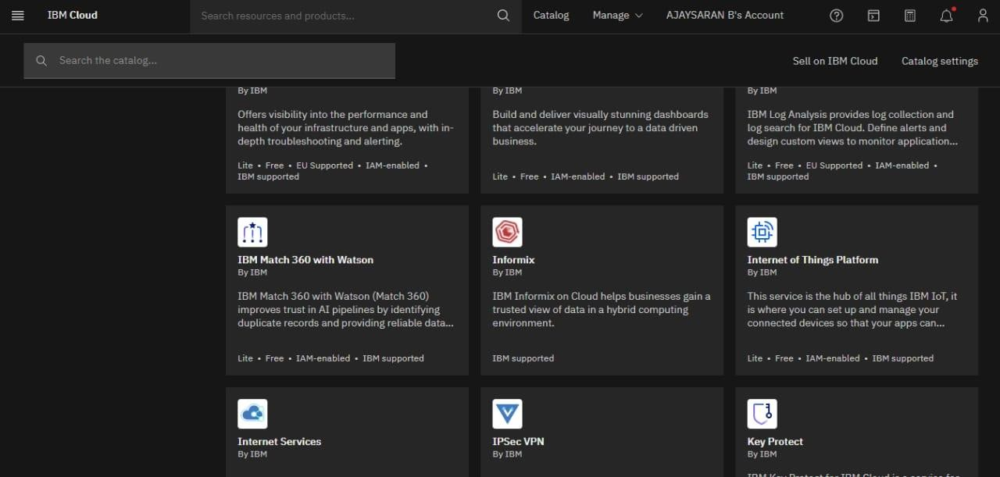 IBM Cloud
Search resources and products...
Catalog
Manage
AJAYSARAN B's Account
Search the catalog...
Sell on IBM Cloud
Catalog settings
By IBM
Offers visibility into the performance and
health of your infrastructure and apps, with in-
depth troubleshooting and alerting.
Lite • Free • EU Supported • IAM-enabled •
IBM supported
By IBM
Build and deliver visually stunning dashboards
that accelerate your journey to a data driven
business.
Lite • Free • IAM-enabled • IBM supported
By IBM
IBM Log Analysis provides log collection and
log search for IBM Cloud. Define alerts and
design custom views to monitor application...
Lite • Free • EU Supported • IAM-enabled •
IBM supported
IBM Match 360 with Watson
By IBM
IBM Match 360 with Watson (Match 360)
improves trust in AI pipelines by identifying
duplicate records and providing reliable data...
Lite • Free • IAM-enabled • IBM supported
Informix
By IBM
IBM Informix on Cloud helps businesses gain a
trusted view of data in a hybrid computing
environment.
IBM supported
Internet of Things Platform
By IBM
This service is the hub of all things IBM IoT, it
is where you can set up and manage your
connected devices so that your apps can...
Lite • Free • IAM-enabled • IBM supported
Internet Services
By IBM
IPSec VPN
By IBM
Key Protect
By IBM
IBM Key Protect for IBM Cloud is a service for